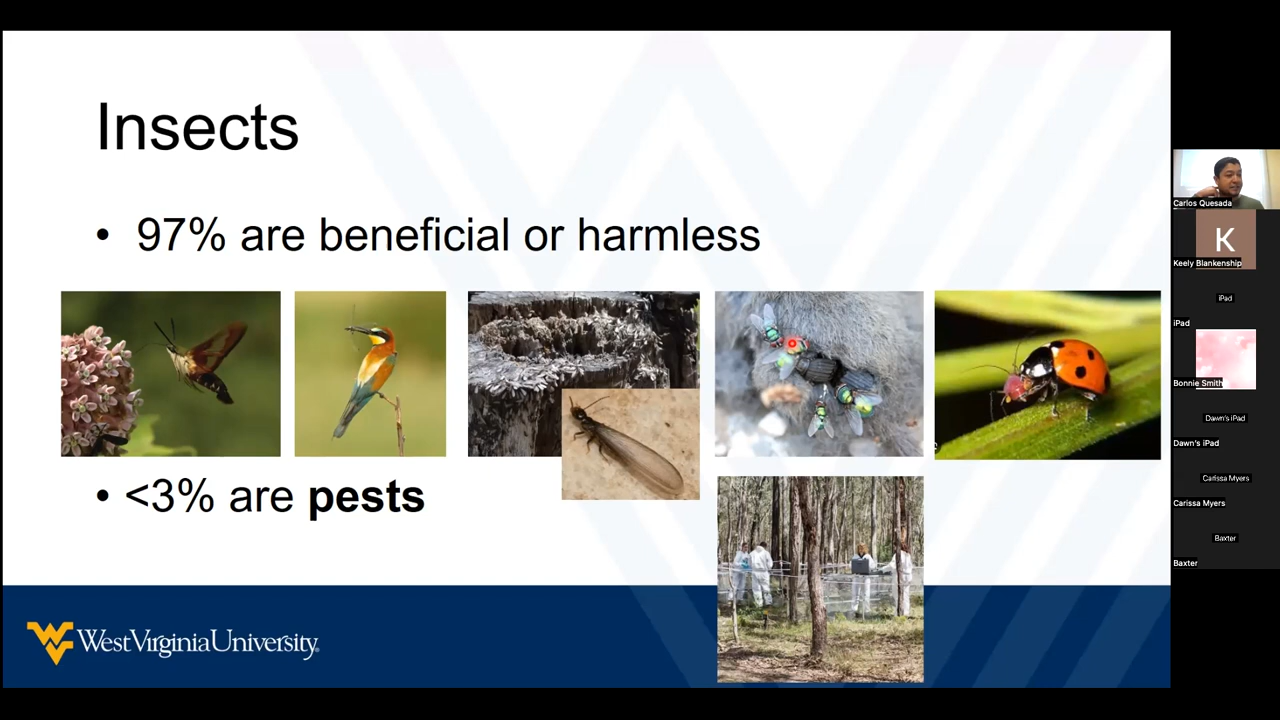 Insects
• 97% are beneficial or harmless
• <3% are pests
WestVirginiaUniversity
Carlos Quesada
K
Keely Blankenship
iPad
iPad
Bonnie Smith
Dawn's iPad
Dawn's iPad
Carissa Myers
Carissa Myers
Baxter
Baxter